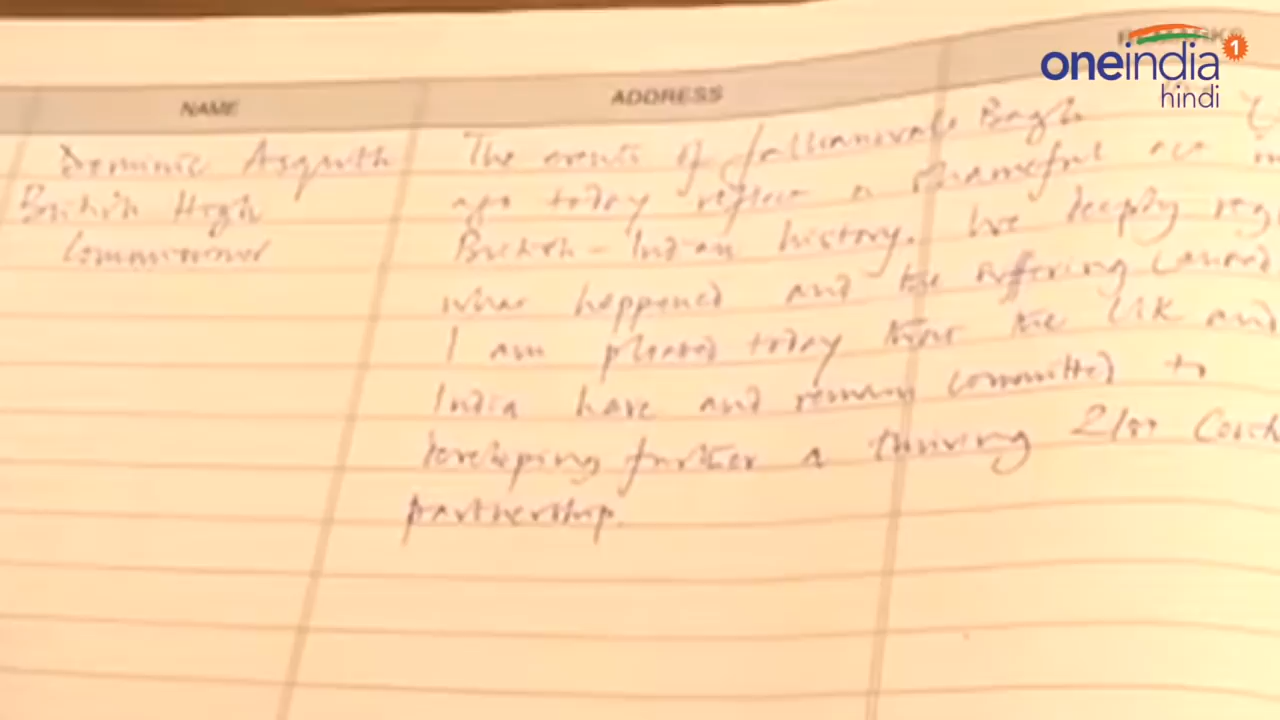 oneindia
hindi
REMARKS
NAME
ADDRESS
Dominic Asquith
British High
Commissioner
The events of Jallianwala Bagh
ago today reflect a shameful act in
British-Indian history. We deeply reg
what happened and the suffering caused
I am pleased today that the UK and
India have and remain committed to
developing further a thriving 21st
partnership.